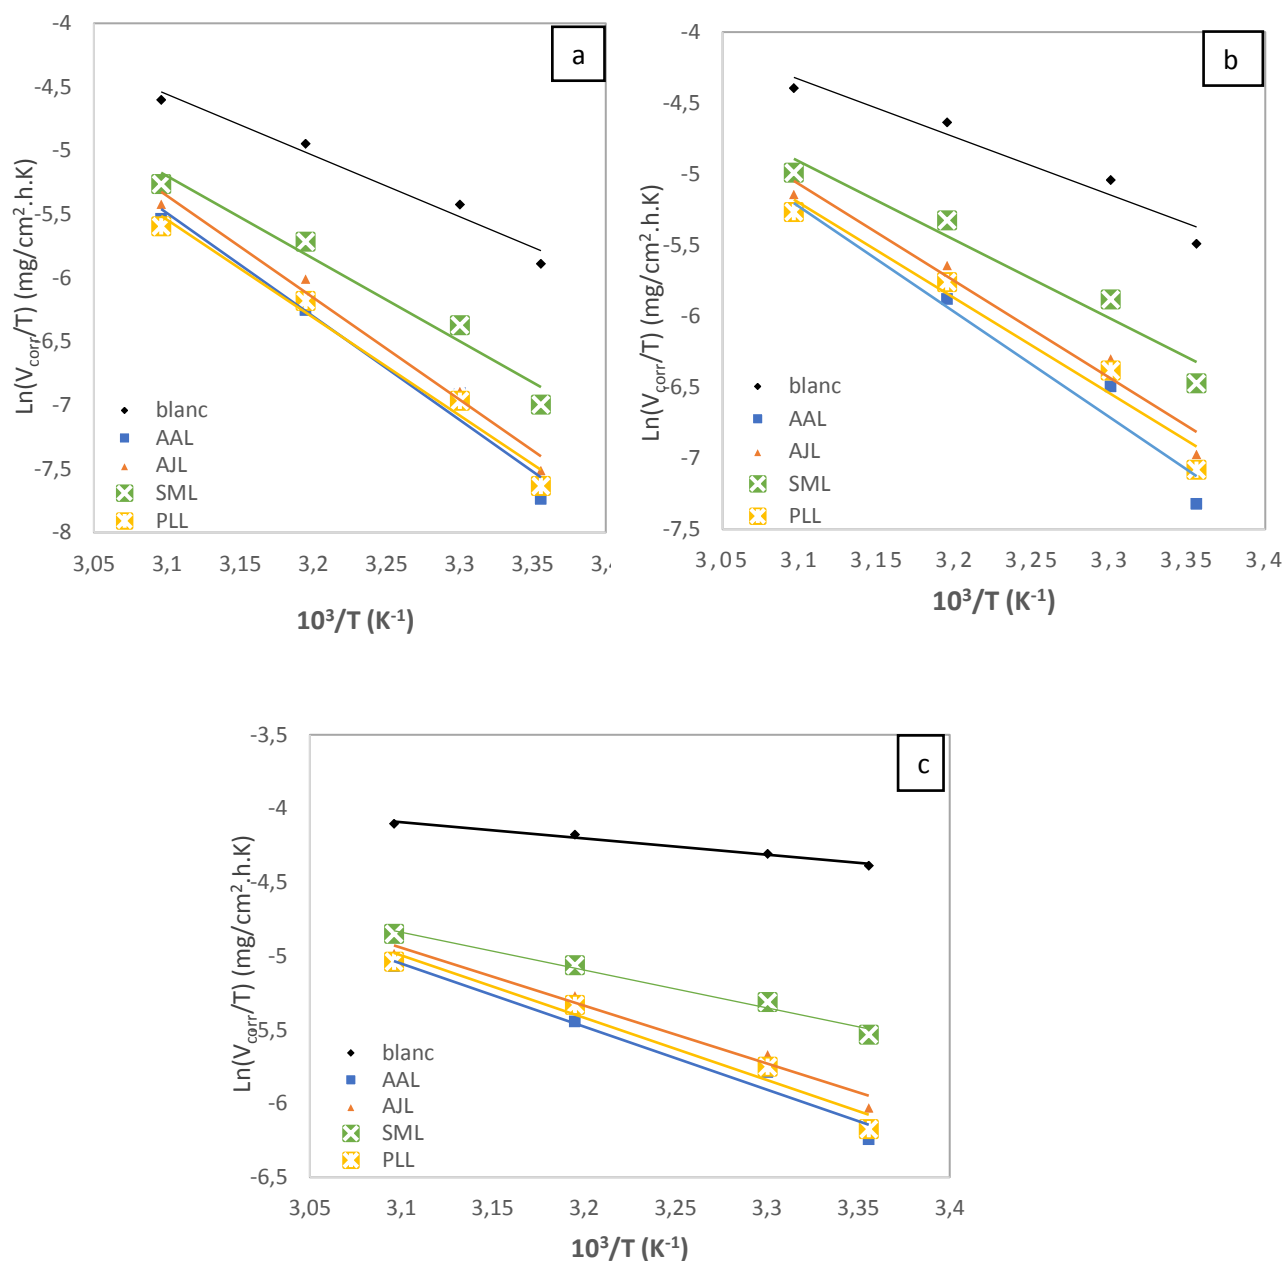 a
Ln(V_corr/T) (mg/cm².h.K)
-4
-4,5
-5
-5,5
-6
-6,5
-7
-7,5
-8
blanc
AAL
AJL
SML
PLL
3,05 3,1 3,15 3,2 3,25 3,3 3,35 3,4
10³/T (K⁻¹)
b
Ln(V_corr/T) (mg/cm².h.K)
-4
-4,5
-5
-5,5
-6
-6,5
-7
-7,5
blanc
AAL
AJL
SML
PLL
3,05 3,1 3,15 3,2 3,25 3,3 3,35 3,4
10³/T (K⁻¹)
c
Ln(V_corr/T) (mg/cm².h.K)
-3,5
-4
-4,5
-5
-5,5
-6
-6,5
blanc
AAL
AJL
SML
PLL
3,05 3,1 3,15 3,2 3,25 3,3 3,35 3,4
10³/T (K⁻¹)